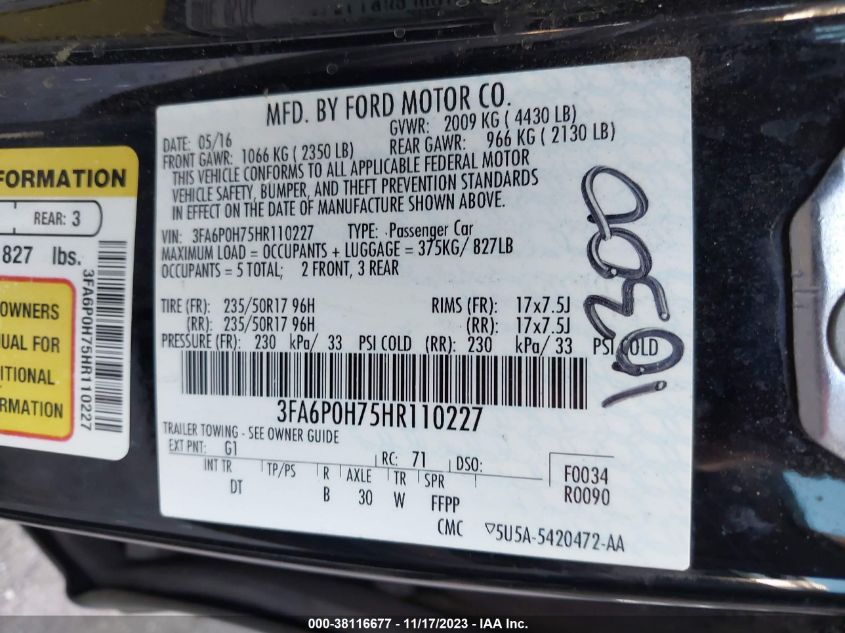 MFD. BY FORD MOTOR CO.
DATE: 05/16 GVWR: 2009 KG ( 4430 LB)
FRONT GAWR: 1066 KG ( 2350 LB) REAR GAWR: 966 KG ( 2130 LB)
THIS VEHICLE CONFORMS TO ALL APPLICABLE FEDERAL MOTOR
VEHICLE SAFETY, BUMPER, AND THEFT PREVENTION STANDARDS
IN EFFECT ON THE DATE OF MANUFACTURE SHOWN ABOVE.
VIN: 3FA6P0H75HR110227 TYPE: Passenger Car
MAXIMUM LOAD = OCCUPANTS + LUGGAGE = 375KG/ 827LB
OCCUPANTS = 5 TOTAL; 2 FRONT, 3 REAR
TIRE (FR): 235/50R17 96H RIMS (FR): 17x7.5J
(RR): 235/50R17 96H (RR): 17x7.5J
PRESSURE (FR): 230 kPa/ 33 PSI COLD (RR): 230 kPa/ 33 PSI COLD
3FA6P0H75HR110227
TRAILER TOWING - SEE OWNER GUIDE
EXT PNT: G1 RC: 71 DSO:
INT TR TP/PS R AXLE TR SPR
DT B 30 W FFPP
F0034
R0090
CMC ▽5U5A-5420472-AA
FORMATION
REAR: 3
827 lbs.
OWNERS
NUAL FOR
DITIONAL
FORMATION
3FA6P0H75HR110227
000-38116677 - 11/17/2023 - IAA Inc.